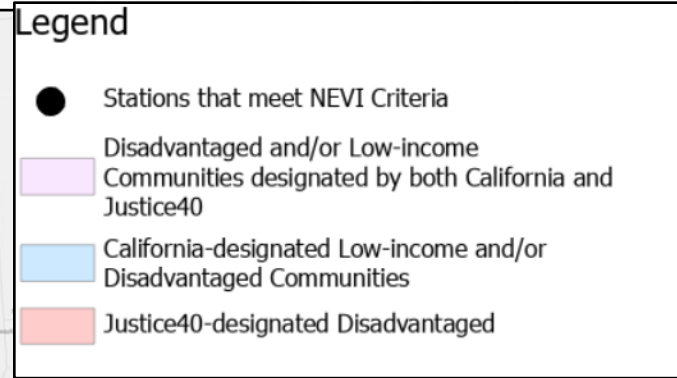 Legend
Stations that meet NEVI Criteria
Disadvantaged and/or Low-income
Communities designated by both California and
Justice40
California-designated Low-income and/or
Disadvantaged Communities
Justice40-designated Disadvantaged